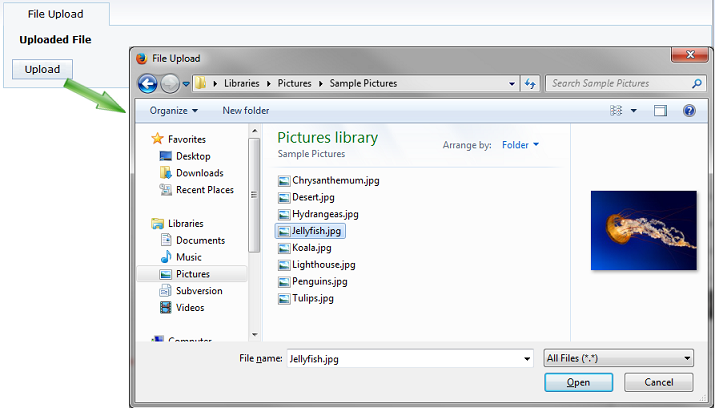 File Upload
Uploaded File
Upload
File Upload
Libraries Pictures Sample Pictures
Search Sample Pictures
Organize New folder
Favorites
Desktop
Downloads
Recent Places
Libraries
Documents
Music
Pictures
Subversion
Videos
Computer
Pictures library
Sample Pictures
Arrange by: Folder
Chrysanthemum.jpg
Desert.jpg
Hydrangeas.jpg
Jellyfish.jpg
Koala.jpg
Lighthouse.jpg
Penguins.jpg
Tulips.jpg
File name: Jellyfish.jpg All Files (*.*)
Open Cancel